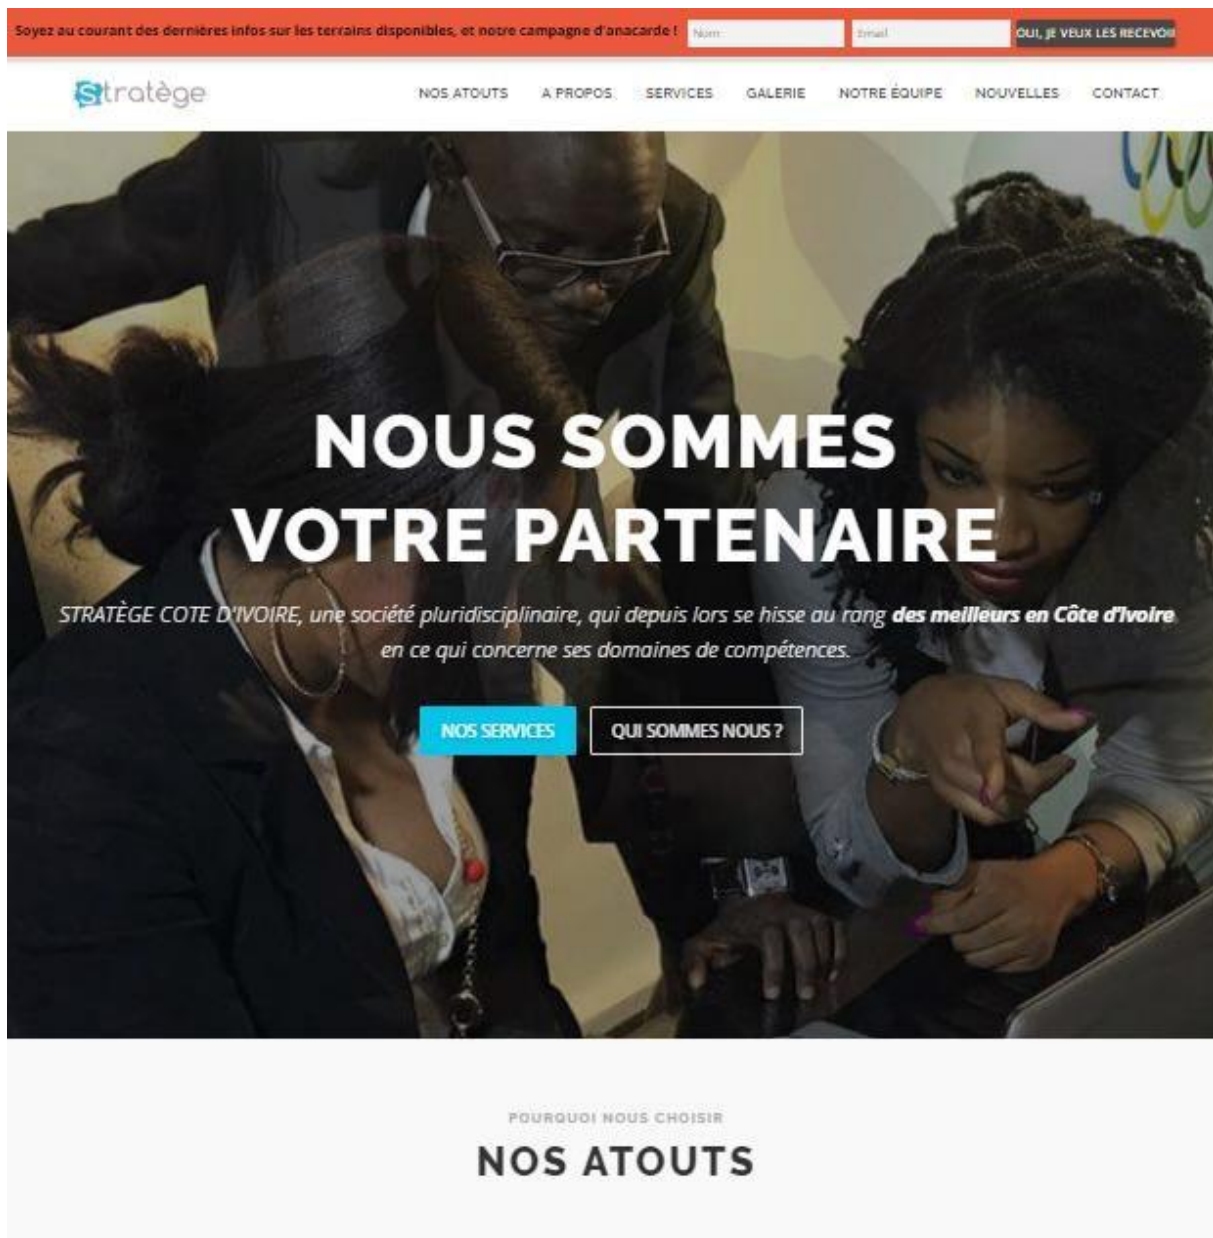 Soyez au courant des dernières infos sur les terrains disponibles, et notre campagne d'anacarde !
Nom
Email
OUI, JE VEUX LES RECEVOIR
Stratège
NOS ATOUTS
A PROPOS
SERVICES
GALERIE
NOTRE ÉQUIPE
NOUVELLES
CONTACT
NOUS SOMMES
VOTRE PARTENAIRE
STRATÈGE COTE D'IVOIRE, une société pluridisciplinaire, qui depuis lors se hisse au rang des meilleurs en Côte d'Ivoire
en ce qui concerne ses domaines de compétences.
NOS SERVICES
QUI SOMMES NOUS ?
POURQUOI NOUS CHOISIR
NOS ATOUTS